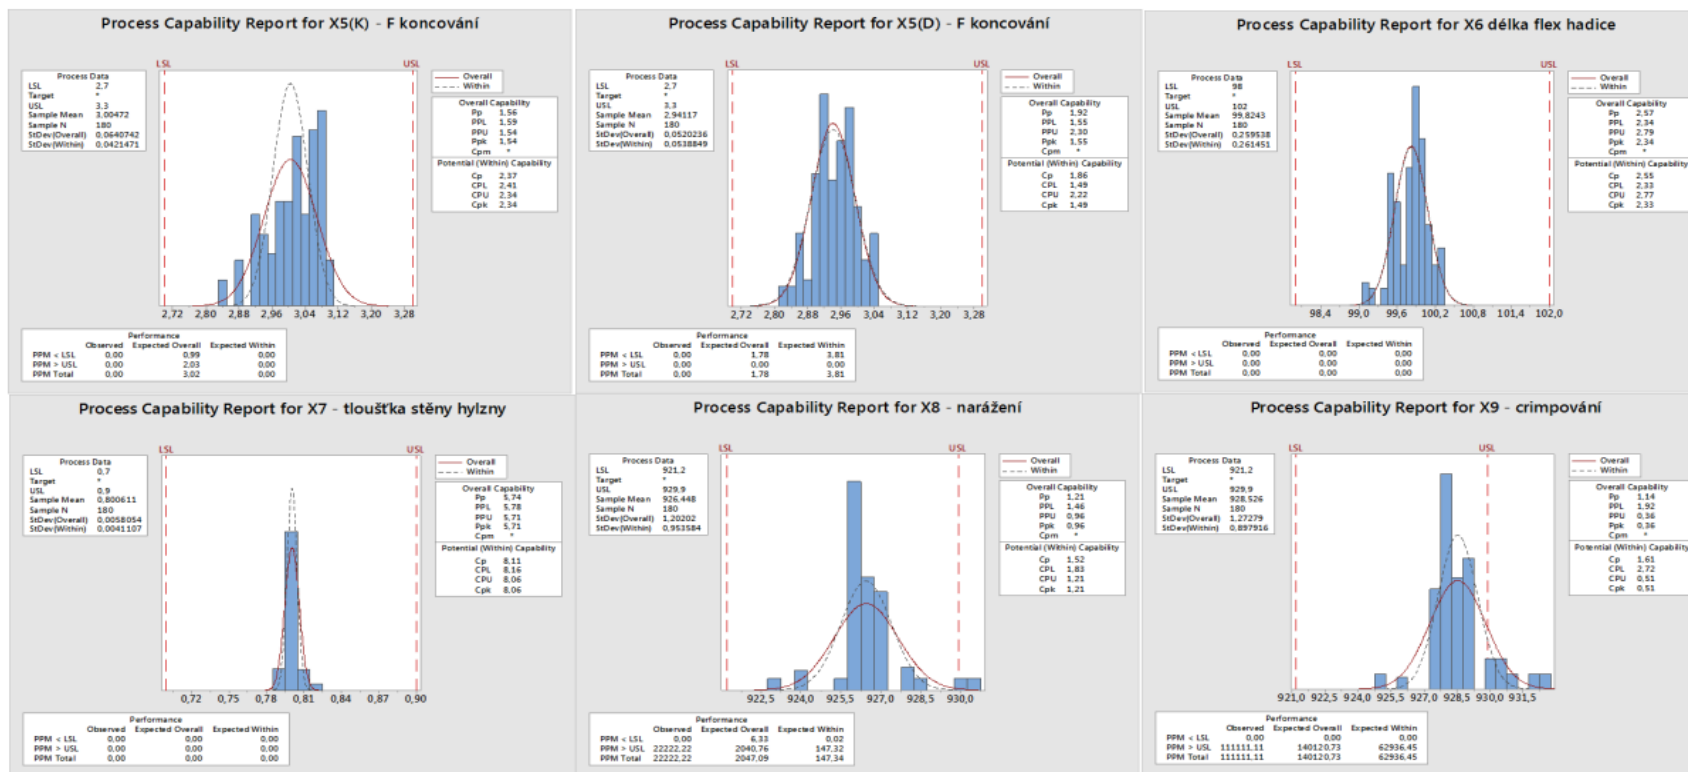 Process Capability Report for X5(K) - F koncování
LSL
USL
Process Data
LSL 2,7
Target *
USL 3,3
Sample Mean 3,00472
Sample N 180
StDev(Overall) 0,0640742
StDev(Within) 0,0421471
Overall
Within
Overall Capability
Pp 1,56
PPL 1,59
PPU 1,54
Ppk 1,54
Cpm *
Potential (Within) Capability
Cp 2,37
CPL 2,41
CPU 2,34
Cpk 2,34
2,72 2,80 2,88 2,96 3,04 3,12 3,20 3,28
Performance
Observed Expected Overall Expected Within
PPM < LSL 0,00 0,99 0,00
PPM > USL 0,00 2,03 0,00
PPM Total 0,00 3,02 0,00
Process Capability Report for X5(D) - F koncování
LSL
USL
Process Data
LSL 2,7
Target *
USL 3,3
Sample Mean 2,94117
Sample N 180
StDev(Overall) 0,0520236
StDev(Within) 0,0538849
Overall
Within
Overall Capability
Pp 1,92
PPL 1,55
PPU 2,30
Ppk 1,55
Cpm *
Potential (Within) Capability
Cp 1,86
CPL 1,49
CPU 2,22
Cpk 1,49
2,72 2,80 2,88 2,96 3,04 3,12 3,20 3,28
Performance
Observed Expected Overall Expected Within
PPM < LSL 0,00 1,78 3,81
PPM > USL 0,00 0,00 0,00
PPM Total 0,00 1,78 3,81
Process Capability Report for X6 délka flex hadice
LSL
USL
Process Data
LSL 98
Target *
USL 102
Sample Mean 99,8243
Sample N 180
StDev(Overall) 0,259538
StDev(Within) 0,261451
Overall
Within
Overall Capability
Pp 2,57
PPL 2,34
PPU 2,79
Ppk 2,34
Cpm *
Potential (Within) Capability
Cp 2,55
CPL 2,33
CPU 2,77
Cpk 2,33
98,4 99,0 99,6 100,2 100,8 101,4 102,0
Performance
Observed Expected Overall Expected Within
PPM < LSL 0,00 0,00 0,00
PPM > USL 0,00 0,00 0,00
PPM Total 0,00 0,00 0,00
Process Capability Report for X7 - tloušťka stěny hylzny
LSL
USL
Process Data
LSL 0,7
Target *
USL 0,9
Sample Mean 0,800611
Sample N 180
StDev(Overall) 0,0058054
StDev(Within) 0,0041107
Overall
Within
Overall Capability
Pp 5,74
PPL 5,78
PPU 5,71
Ppk 5,71
Cpm *
Potential (Within) Capability
Cp 8,11
CPL 8,16
CPU 8,06
Cpk 8,06
0,72 0,75 0,78 0,81 0,84 0,87 0,90
Performance
Observed Expected Overall Expected Within
PPM < LSL 0,00 0,00 0,00
PPM > USL 0,00 0,00 0,00
PPM Total 0,00 0,00 0,00
Process Capability Report for X8 - narážení
LSL
USL
Process Data
LSL 921,2
Target *
USL 929,9
Sample Mean 926,448
Sample N 180
StDev(Overall) 1,20202
StDev(Within) 0,953584
Overall
Within
Overall Capability
Pp 1,21
PPL 1,46
PPU 0,96
Ppk 0,96
Cpm *
Potential (Within) Capability
Cp 1,52
CPL 1,83
CPU 1,21
Cpk 1,21
922,5 924,0 925,5 927,0 928,5 930,0
Performance
Observed Expected Overall Expected Within
PPM < LSL 0,00 6,33 0,02
PPM > USL 22222,22 2040,76 147,32
PPM Total 22222,22 2047,09 147,34
Process Capability Report for X9 - crimpování
LSL
USL
Process Data
LSL 921,2
Target *
USL 929,9
Sample Mean 928,526
Sample N 180
StDev(Overall) 1,27279
StDev(Within) 0,897916
Overall
Within
Overall Capability
Pp 1,14
PPL 1,92
PPU 0,36
Ppk 0,36
Cpm *
Potential (Within) Capability
Cp 1,61
CPL 2,72
CPU 0,51
Cpk 0,51
921,0 922,5 924,0 925,5 927,0 928,5 930,0 931,5
Performance
Observed Expected Overall Expected Within
PPM < LSL 0,00 0,00 0,00
PPM > USL 111111,11 140120,73 62936,45
PPM Total 111111,11 140120,73 62936,45